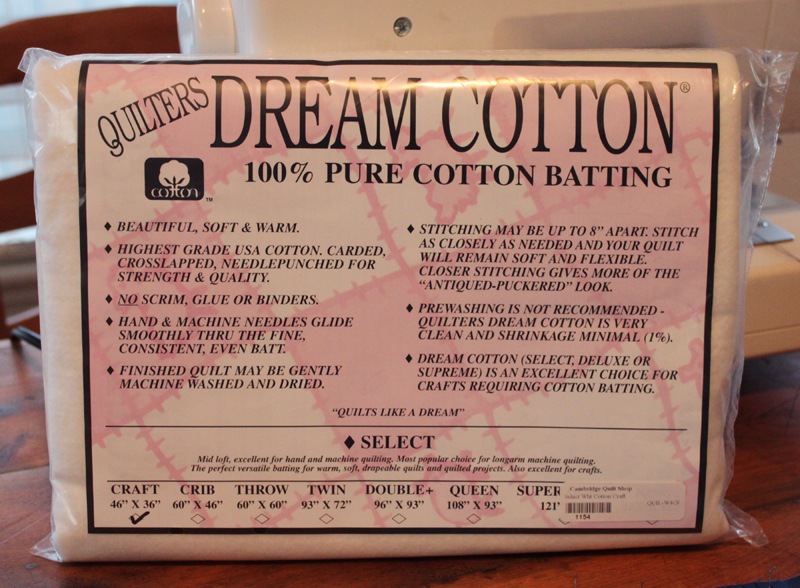 QUILTERS DREAM COTTON®
100% PURE COTTON BATTING
cotton ™
♦ BEAUTIFUL, SOFT & WARM.
♦ HIGHEST GRADE USA COTTON. CARDED,
CROSSLAPPED, NEEDLEPUNCHED FOR
STRENGTH & QUALITY.
♦ NO SCRIM, GLUE OR BINDERS.
♦ HAND & MACHINE NEEDLES GLIDE
SMOOTHLY THRU THE FINE,
CONSISTENT, EVEN BATT.
♦ FINISHED QUILT MAY BE GENTLY
MACHINE WASHED AND DRIED.
♦ STITCHING MAY BE UP TO 8” APART. STITCH
AS CLOSELY AS NEEDED AND YOUR QUILT
WILL REMAIN SOFT AND FLEXIBLE.
CLOSER STITCHING GIVES MORE OF THE
“ANTIQUED-PUCKERED” LOOK.
♦ PREWASHING IS NOT RECOMMENDED -
QUILTERS DREAM COTTON IS VERY
CLEAN AND SHRINKAGE MINIMAL (1%).
♦ DREAM COTTON (SELECT, DELUXE OR
SUPREME) IS AN EXCELLENT CHOICE FOR
CRAFTS REQUIRING COTTON BATTING.
“QUILTS LIKE A DREAM”
♦ SELECT
Mid loft, excellent for hand and machine quilting. Most popular choice for longarm machine quilting.
The perfect versatile batting for warm, soft, drapeable quilts and quilted projects. Also excellent for crafts.
CRAFT CRIB THROW TWIN DOUBLE+ QUEEN SUPER
46” X 36” 60” X 46” 60” X 60” 93” X 72” 96” X 93” 108” X 93” 121”
Cambridge Quilt Shop
Wht Cotton Craft
1154